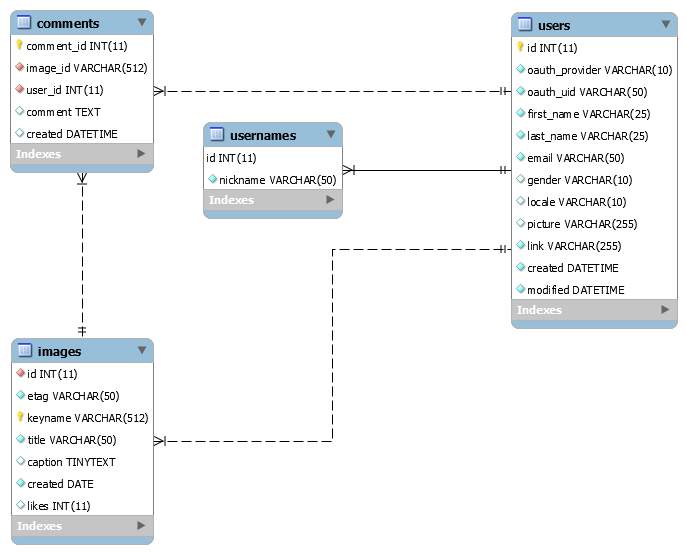 comments
comment_id INT(11)
image_id VARCHAR(512)
user_id INT(11)
comment TEXT
created DATETIME
Indexes
usernames
id INT(11)
nickname VARCHAR(50)
Indexes
users
id INT(11)
oauth_provider VARCHAR(10)
oauth_uid VARCHAR(50)
first_name VARCHAR(25)
last_name VARCHAR(25)
email VARCHAR(50)
gender VARCHAR(10)
locale VARCHAR(10)
picture VARCHAR(255)
link VARCHAR(255)
created DATETIME
modified DATETIME
Indexes
images
id INT(11)
etag VARCHAR(50)
keyname VARCHAR(512)
title VARCHAR(50)
caption TINYTEXT
created DATE
likes INT(11)
Indexes